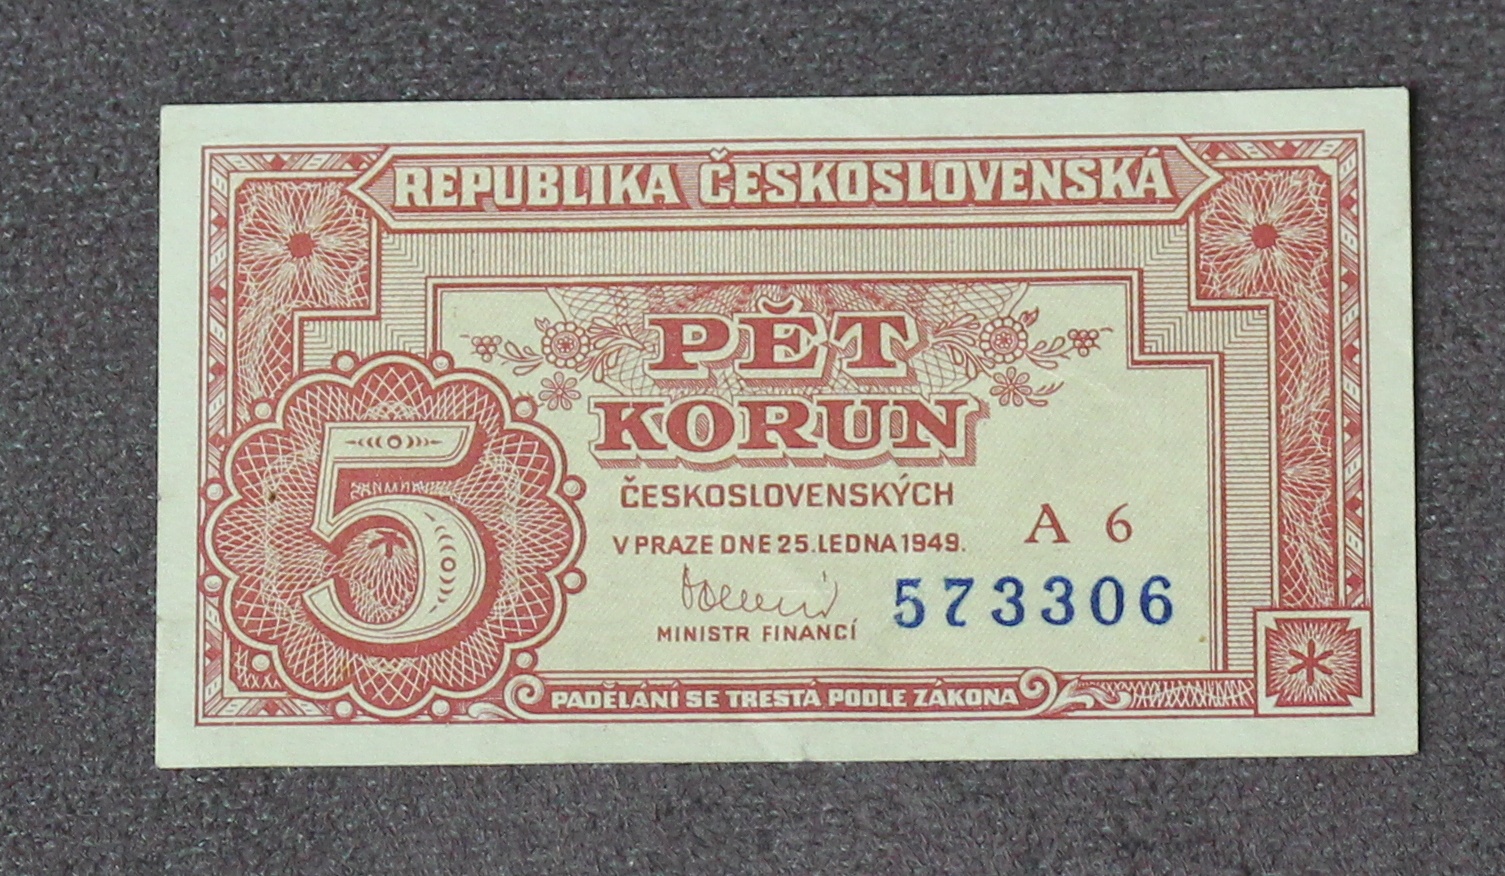 REPUBLIKA ČESKOSLOVENSKÁ
PĚT
KORUN
ČESKOSLOVENSKÝCH
V PRAZE DNE 25. LEDNA 1949.
A 6
573306
MINISTR FINANCÍ
5
PADĚLÁNÍ SE TRESTÁ PODLE ZÁKONA